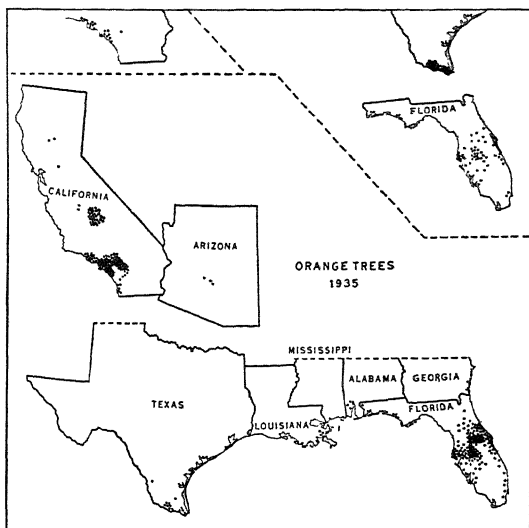 FLORIDA
CALIFORNIA
ARIZONA
ORANGE TREES
1935
MISSISSIPPI
TEXAS
LOUISIANA
ALABAMA
GEORGIA
FLORIDA